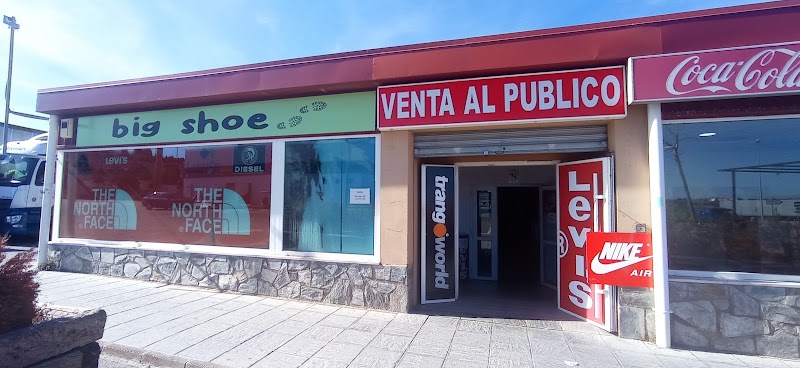 big shoe
VENTA AL PUBLICO
Coca-Cola
LEVI'S
DIESEL
THE
NORTH
FACE
THE
NORTH
FACE
trangoworld
Levi's
®
NIKE
AIR